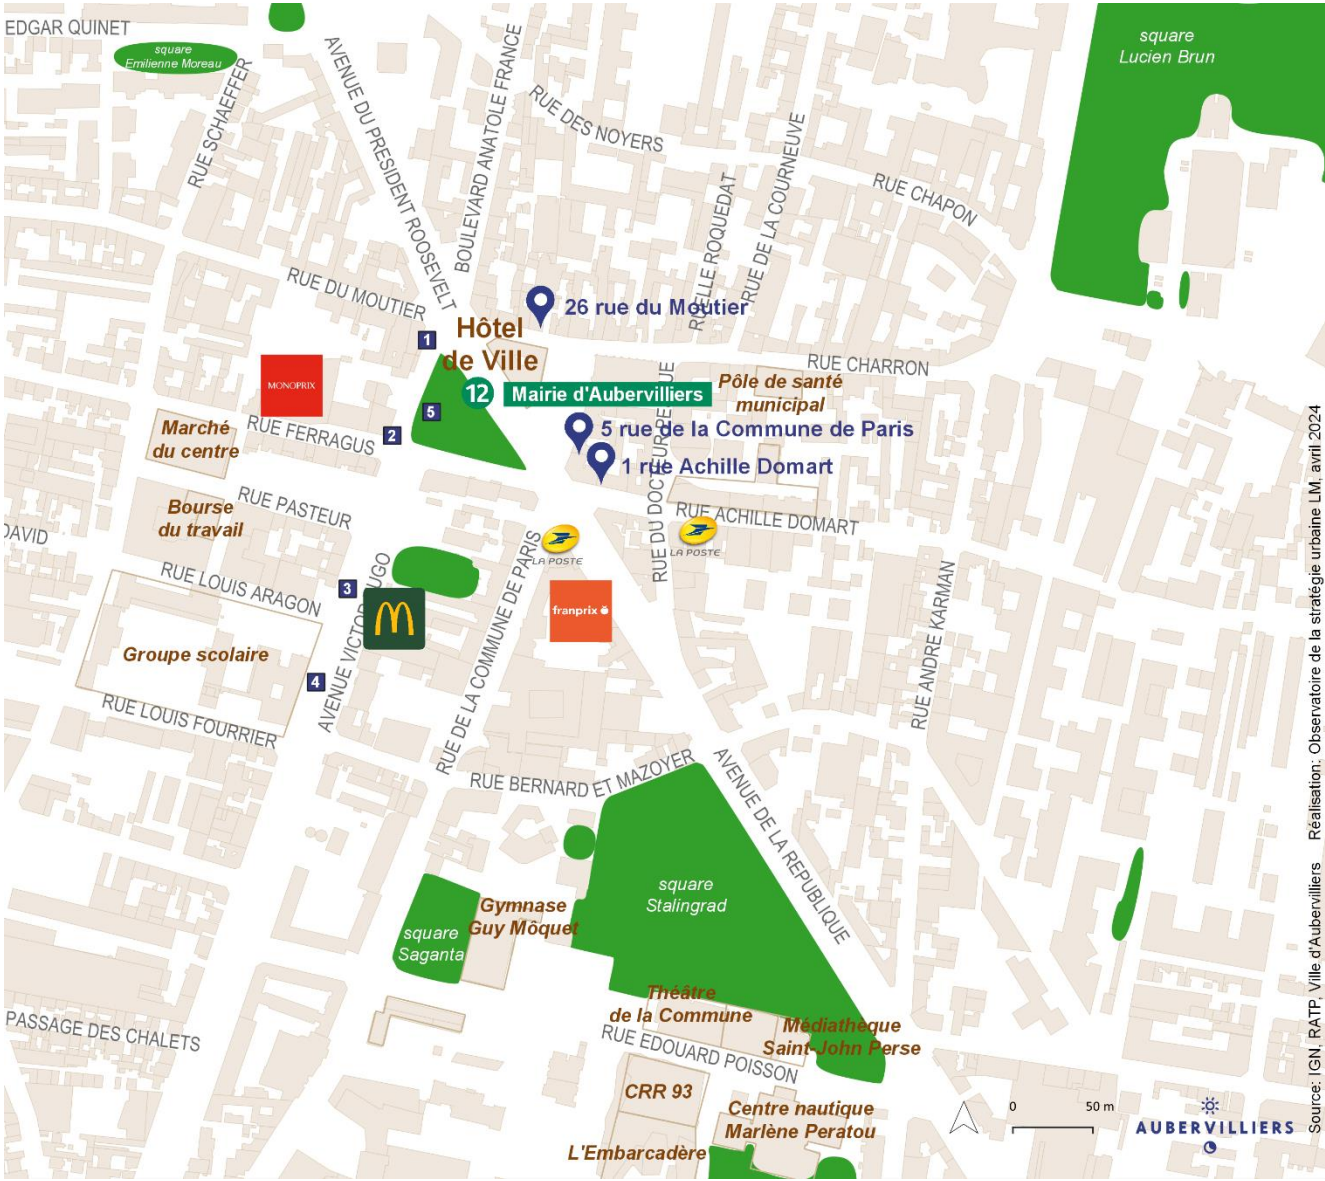 EDGAR QUINET
square
Emilienne Moreau
RUE SCHAEFFER
AVENUE DU PRESIDENT ROOSEVELT
BOULEVARD ANATOLE FRANCE
RUE DES NOYERS
RUE CHAPON
RUELLE ROQUEDAT
RUE DE LA COURNEUVE
square
Lucien Brun
RUE DU MOUTIER
26 rue du Moutier
1
Hôtel
de Ville
RUE CHARRON
MONOPRIX
12
Mairie d'Aubervilliers
Pôle de santé
municipal
5
2
RUE FERRAGUS
Marché
du centre
5 rue de la Commune de Paris
1 rue Achille Domart
RUE PASTEUR
Bourse
du travail
DAVID
RUE ACHILLE DOMART
RUE DU DOCTEUR
LA POSTE
LA POSTE
RUE LOUIS ARAGON
3
franprix
Groupe scolaire
4
AVENUE VICTOR HUGO
RUE DE LA COMMUNE DE PARIS
RUE ANDRE KARMAN
RUE LOUIS FOURRIER
RUE BERNARD ET MAZOYER
AVENUE DE LA REPUBLIQUE
square
Stalingrad
Gymnase
Guy Môquet
square
Saganta
Théâtre
de la Commune
Médiathèque
Saint-John Perse
PASSAGE DES CHALETS
RUE EDOUARD POISSON
CRR 93
Centre nautique
Marlène Peratou
L'Embarcadère
0 50 m
AUBERVILLIERS
Source: IGN, RATP, Ville d'Aubervilliers Réalisation: Observatoire de la stratégie urbaine LM, avril 2024